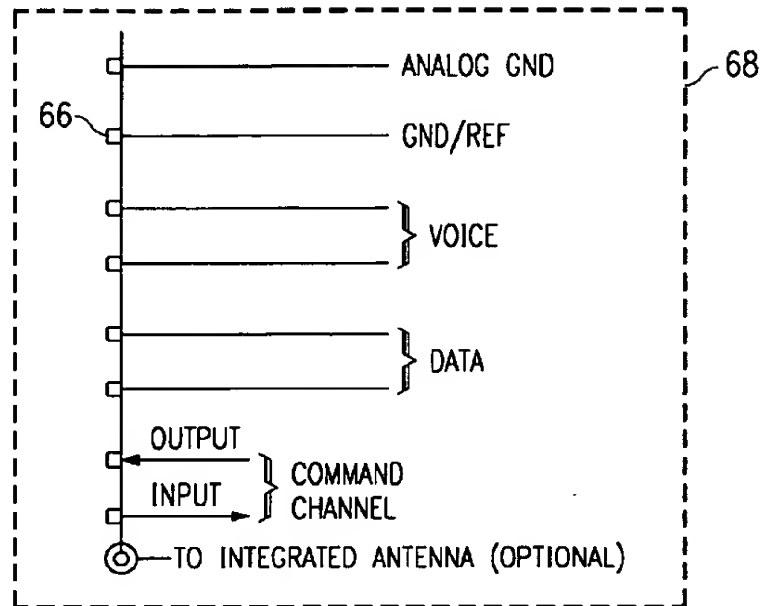 ANALOG GND
68
66
GND/REF
VOICE
DATA
OUTPUT
INPUT
COMMAND
CHANNEL
TO INTEGRATED ANTENNA (OPTIONAL)